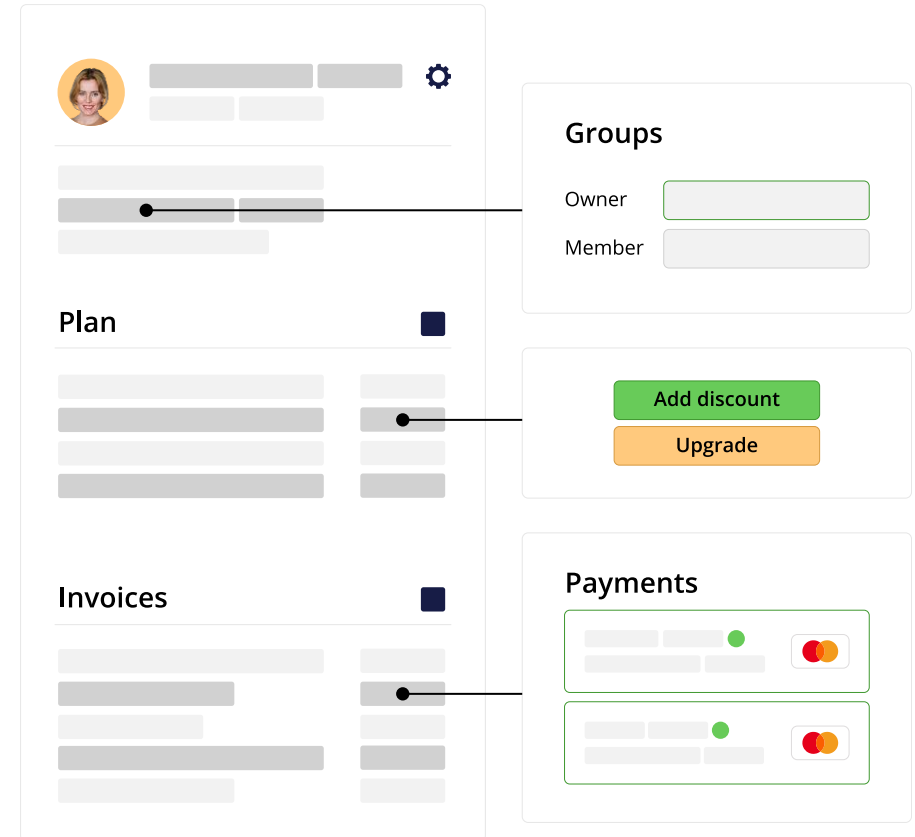 Groups
Owner
Member
Plan
Add discount
Upgrade
Invoices
Payments